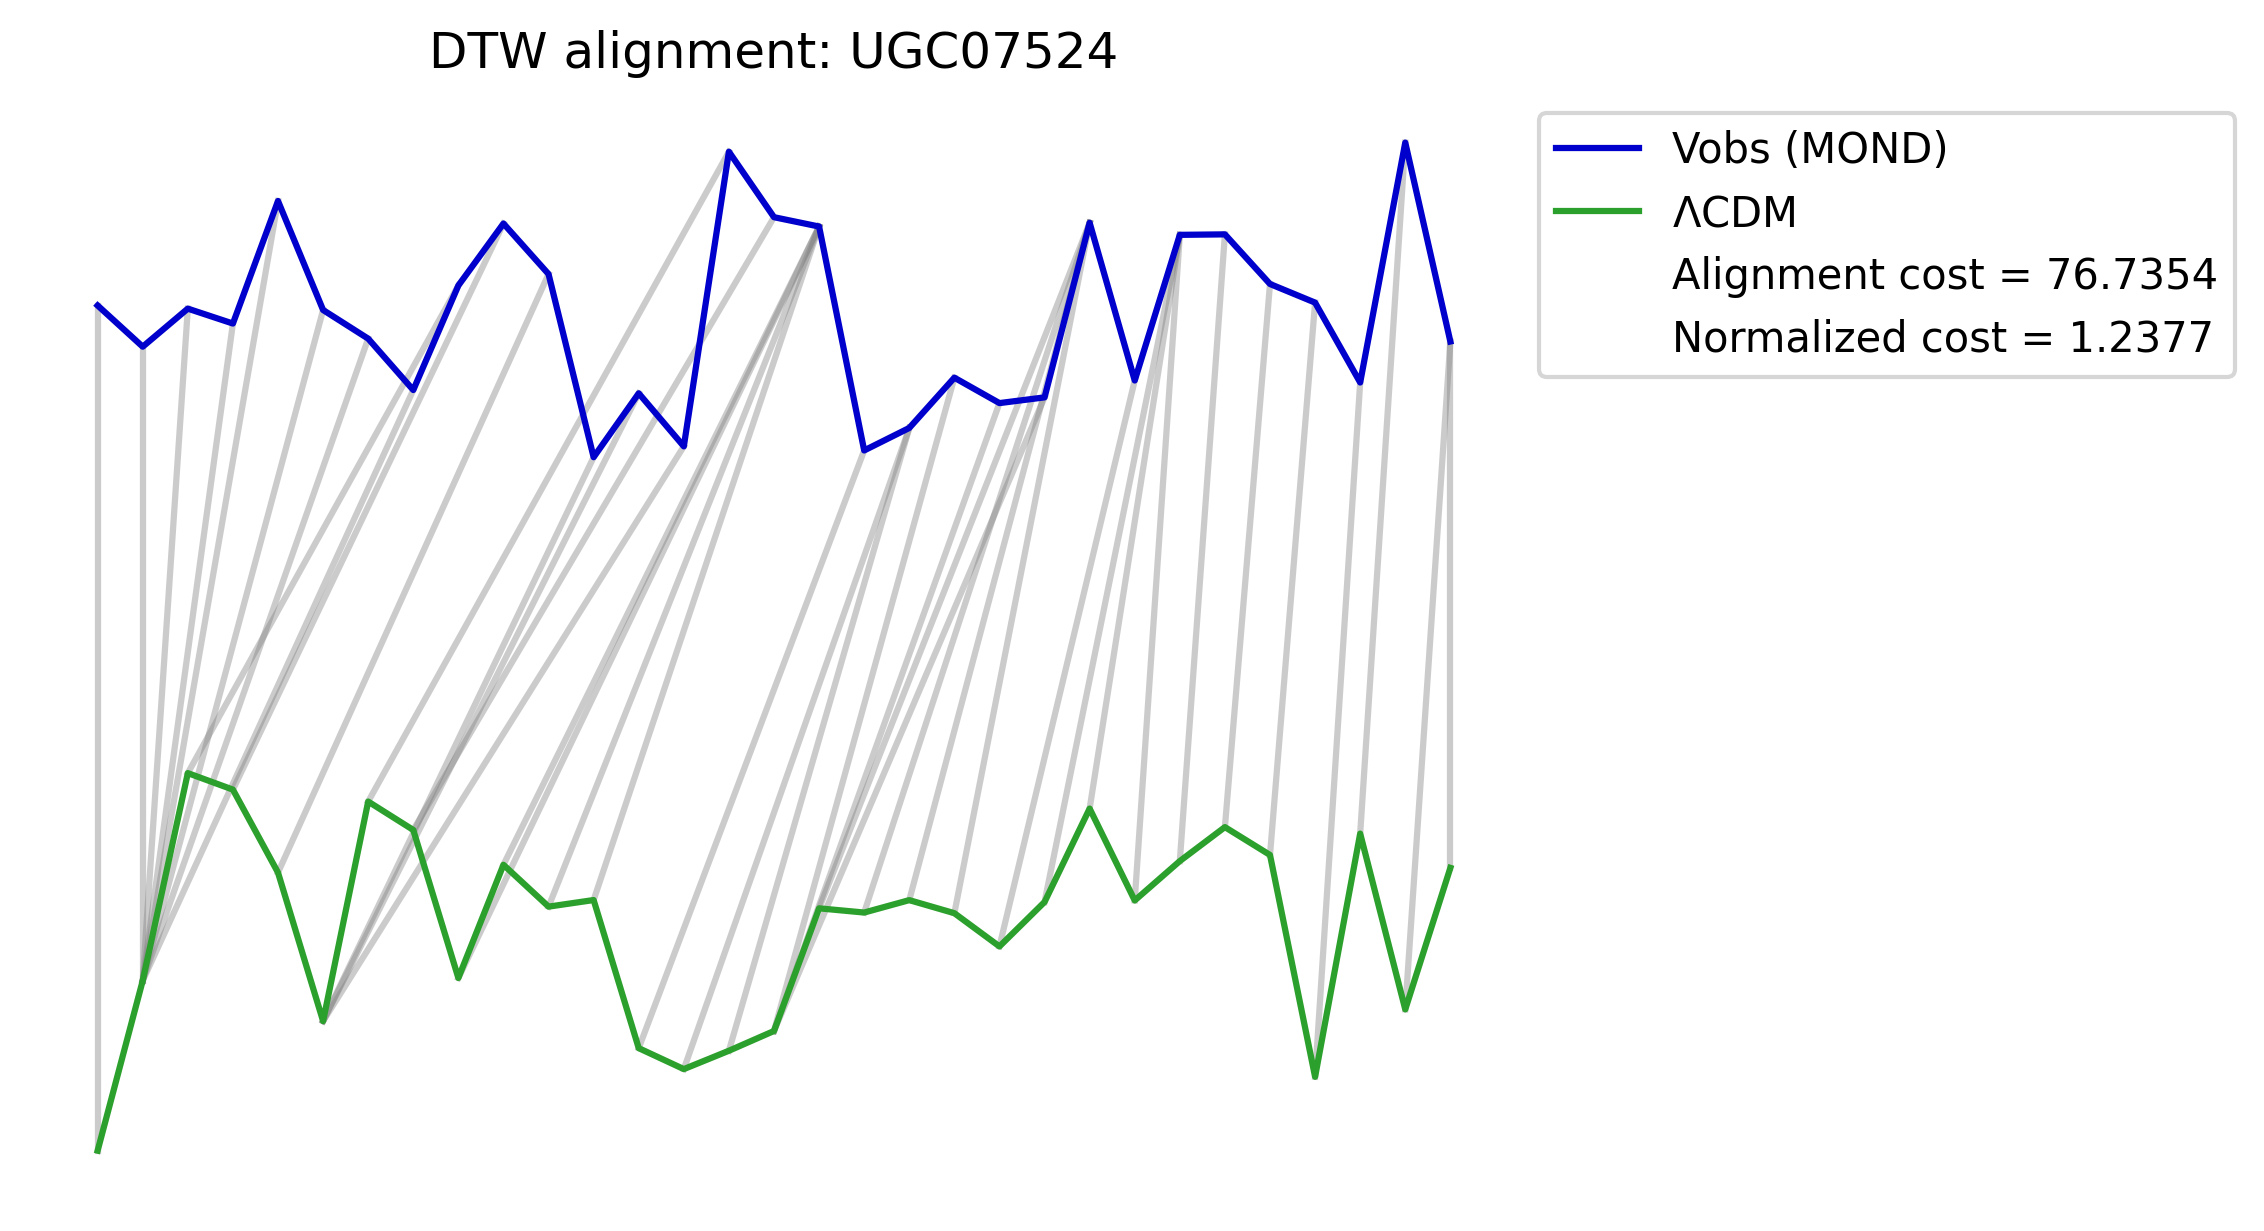 DTW alignment: UGC07524
Vobs (MOND)
ΛCDM
Alignment cost = 76.7354
Normalized cost = 1.2377